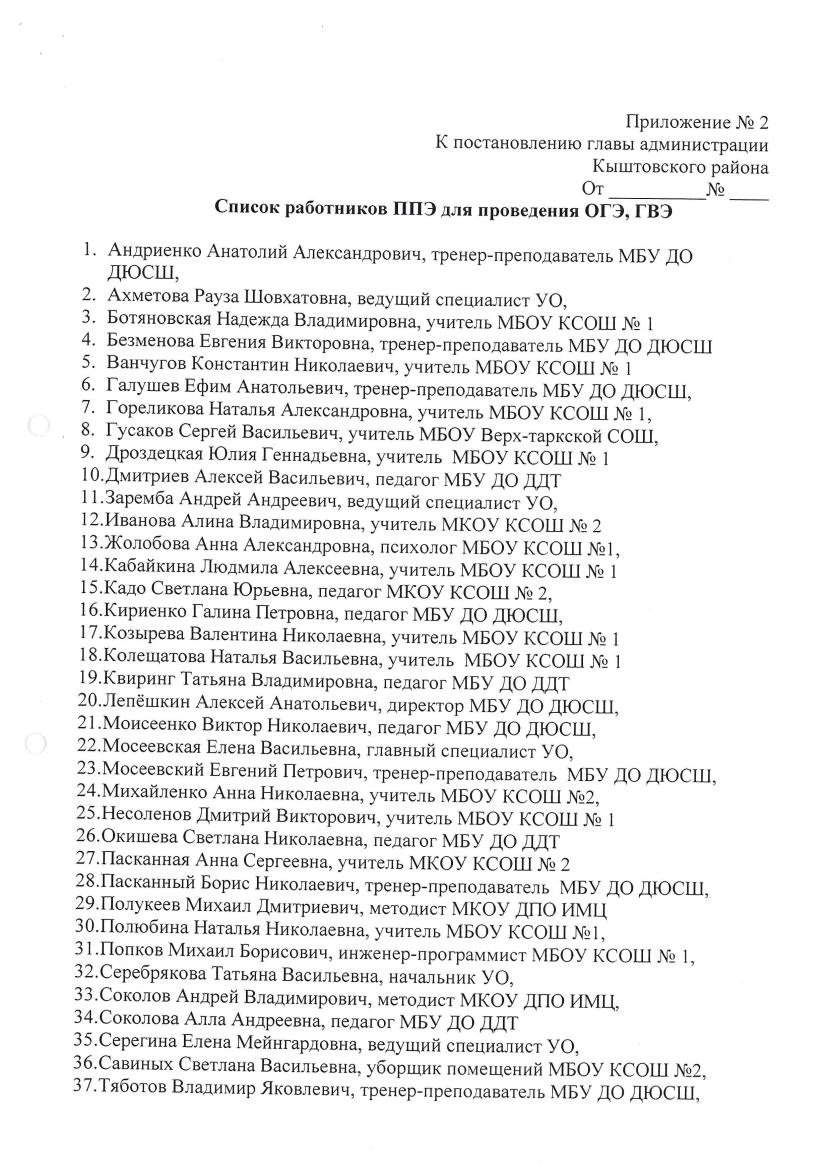 Приложение № 2
К постановлению главы администрации
Кыштовского района
От ___________№ ____
Список работников ППЭ для проведения ОГЭ, ГВЭ
1. Андриенко Анатолий Александрович, тренер-преподаватель МБУ ДО
ДЮСШ,
2. Ахметова Рауза Шовхатовна, ведущий специалист УО,
3. Ботяновская Надежда Владимировна, учитель МБОУ КСОШ № 1
4. Безменова Евгения Викторовна, тренер-преподаватель МБУ ДО ДЮСШ
5. Ванчугов Константин Николаевич, учитель МБОУ КСОШ № 1
6. Галушев Ефим Анатольевич, тренер-преподаватель МБУ ДО ДЮСШ,
7. Гореликова Наталья Александровна, учитель МБОУ КСОШ № 1,
8. Гусаков Сергей Васильевич, учитель МБОУ Верх-таркской СОШ,
9. Дроздецкая Юлия Геннадьевна, учитель МБОУ КСОШ № 1
10.Дмитриев Алексей Васильевич, педагог МБУ ДО ДДТ
11.Заремба Андрей Андреевич, ведущий специалист УО,
12.Иванова Алина Владимировна, учитель МКОУ КСОШ № 2
13.Жолобова Анна Александровна, психолог МБОУ КСОШ №1,
14.Кабайкина Людмила Алексеевна, учитель МБОУ КСОШ № 1
15.Кадо Светлана Юрьевна, педагог МКОУ КСОШ № 2,
16.Кириенко Галина Петровна, педагог МБУ ДО ДЮСШ,
17.Козырева Валентина Николаевна, учитель МБОУ КСОШ № 1
18.Колещатова Наталья Васильевна, учитель МБОУ КСОШ № 1
19.Квиринг Татьяна Владимировна, педагог МБУ ДО ДДТ
20.Лепёшкин Алексей Анатольевич, директор МБУ ДО ДЮСШ,
21.Моисеенко Виктор Николаевич, педагог МБУ ДО ДЮСШ,
22.Мосеевская Елена Васильевна, главный специалист УО,
23.Мосеевский Евгений Петрович, тренер-преподаватель МБУ ДО ДЮСШ,
24.Михайленко Анна Николаевна, учитель МБОУ КСОШ №2,
25.Несоленов Дмитрий Викторович, учитель МБОУ КСОШ № 1
26.Окишева Светлана Николаевна, педагог МБУ ДО ДДТ
27.Пасканная Анна Сергеевна, учитель МКОУ КСОШ № 2
28.Пасканный Борис Николаевич, тренер-преподаватель МБУ ДО ДЮСШ,
29.Полукеев Михаил Дмитриевич, методист МКОУ ДПО ИМЦ
30.Полюбина Наталья Николаевна, учитель МБОУ КСОШ №1,
31.Попков Михаил Борисович, инженер-программист МБОУ КСОШ № 1,
32.Серебрякова Татьяна Васильевна, начальник УО,
33.Соколов Андрей Владимирович, методист МКОУ ДПО ИМЦ,
34.Соколова Алла Андреевна, педагог МБУ ДО ДДТ
35.Серегина Елена Мейнгардовна, ведущий специалист УО,
36.Савиных Светлана Васильевна, уборщик помещений МБОУ КСОШ №2,
37.Тяботов Владимир Яковлевич, тренер-преподаватель МБУ ДО ДЮСШ,